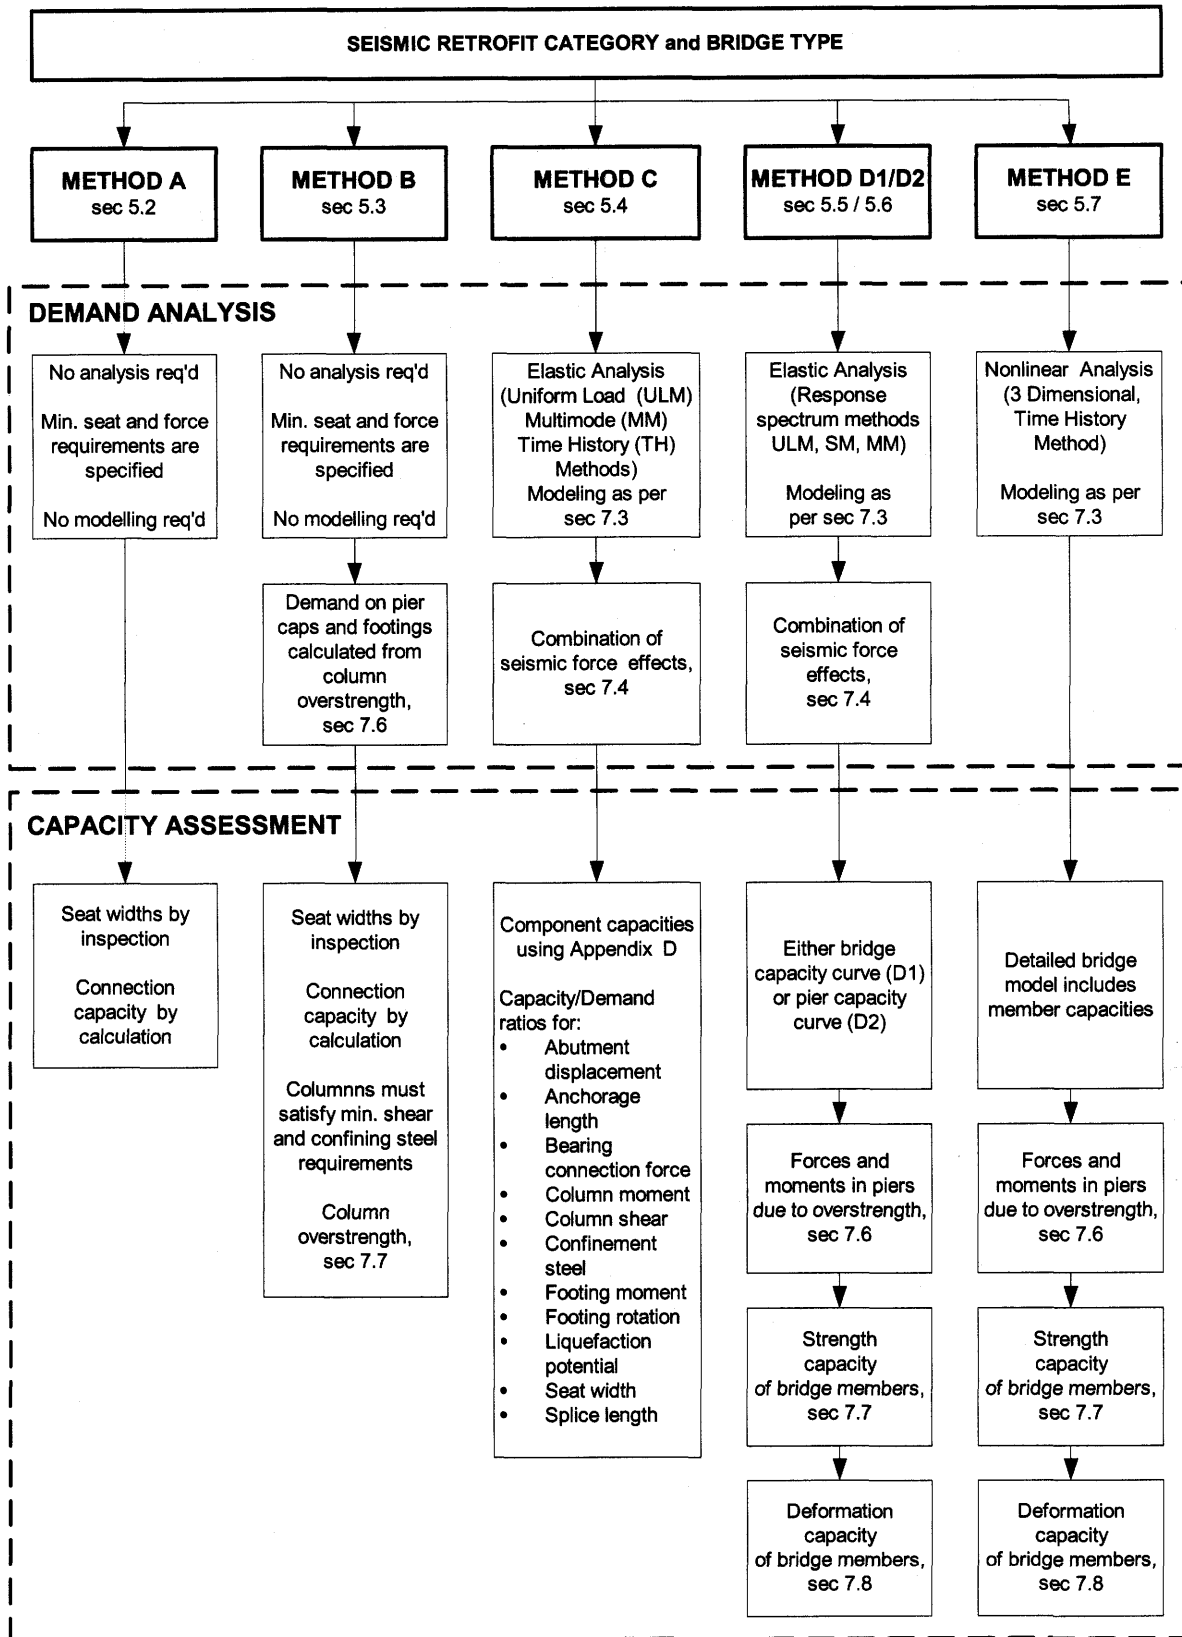 SEISMIC RETROFIT CATEGORY and BRIDGE TYPE
METHOD A
sec 5.2
METHOD B
sec 5.3
METHOD C
sec 5.4
METHOD D1/D2
sec 5.5 / 5.6
METHOD E
sec 5.7
DEMAND ANALYSIS
No analysis req'd
Min. seat and force
requirements are
specified
No modelling req'd
No analysis req'd
Min. seat and force
requirements are
specified
No modelling req'd
Elastic Analysis
(Uniform Load (ULM)
Multimode (MM)
Time History (TH)
Methods)
Modeling as per
sec 7.3
Elastic Analysis
(Response
spectrum methods
ULM, SM, MM)
Modeling as
per sec 7.3
Nonlinear Analysis
(3 Dimensional,
Time History
Method)
Modeling as per
sec 7.3
Demand on pier
caps and footings
calculated from
column
overstrength,
sec 7.6
Combination of
seismic force effects,
sec 7.4
Combination of
seismic force
effects,
sec 7.4
CAPACITY ASSESSMENT
Seat widths by
inspection
Connection
capacity by
calculation
Seat widths by
inspection
Connection
capacity by
calculation
Columnns must
satisfy min. shear
and confining steel
requirements
Column
overstrength,
sec 7.7
Component capacities
using Appendix D
Capacity/Demand
ratios for:
• Abutment
displacement
• Anchorage
length
• Bearing
connection force
• Column moment
• Column shear
• Confinement
steel
• Footing moment
• Footing rotation
• Liquefaction
potential
• Seat width
• Splice length
Either bridge
capacity curve (D1)
or pier capacity
curve (D2)
Forces and
moments in piers
due to overstrength,
sec 7.6
Strength
capacity
of bridge members,
sec 7.7
Deformation
capacity
of bridge members,
sec 7.8
Detailed bridge
model includes
member capacities
Forces and
moments in piers
due to overstrength,
sec 7.6
Strength
capacity
of bridge members,
sec 7.7
Deformation
capacity
of bridge members,
sec 7.8